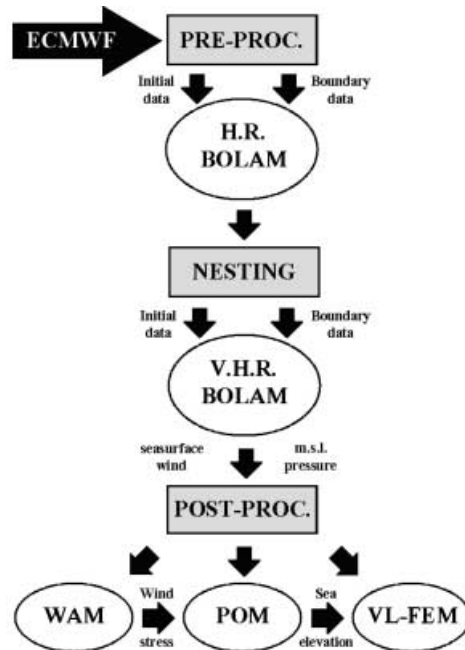 ECMWF
PRE-PROC.
Initial
data
Boundary
data
H.R.
BOLAM
NESTING
Initial
data
Boundary
data
V.H.R.
BOLAM
seasurface
wind
m.s.l.
pressure
POST-PROC.
WAM
Wind
stress
POM
Sea
elevation
VL-FEM